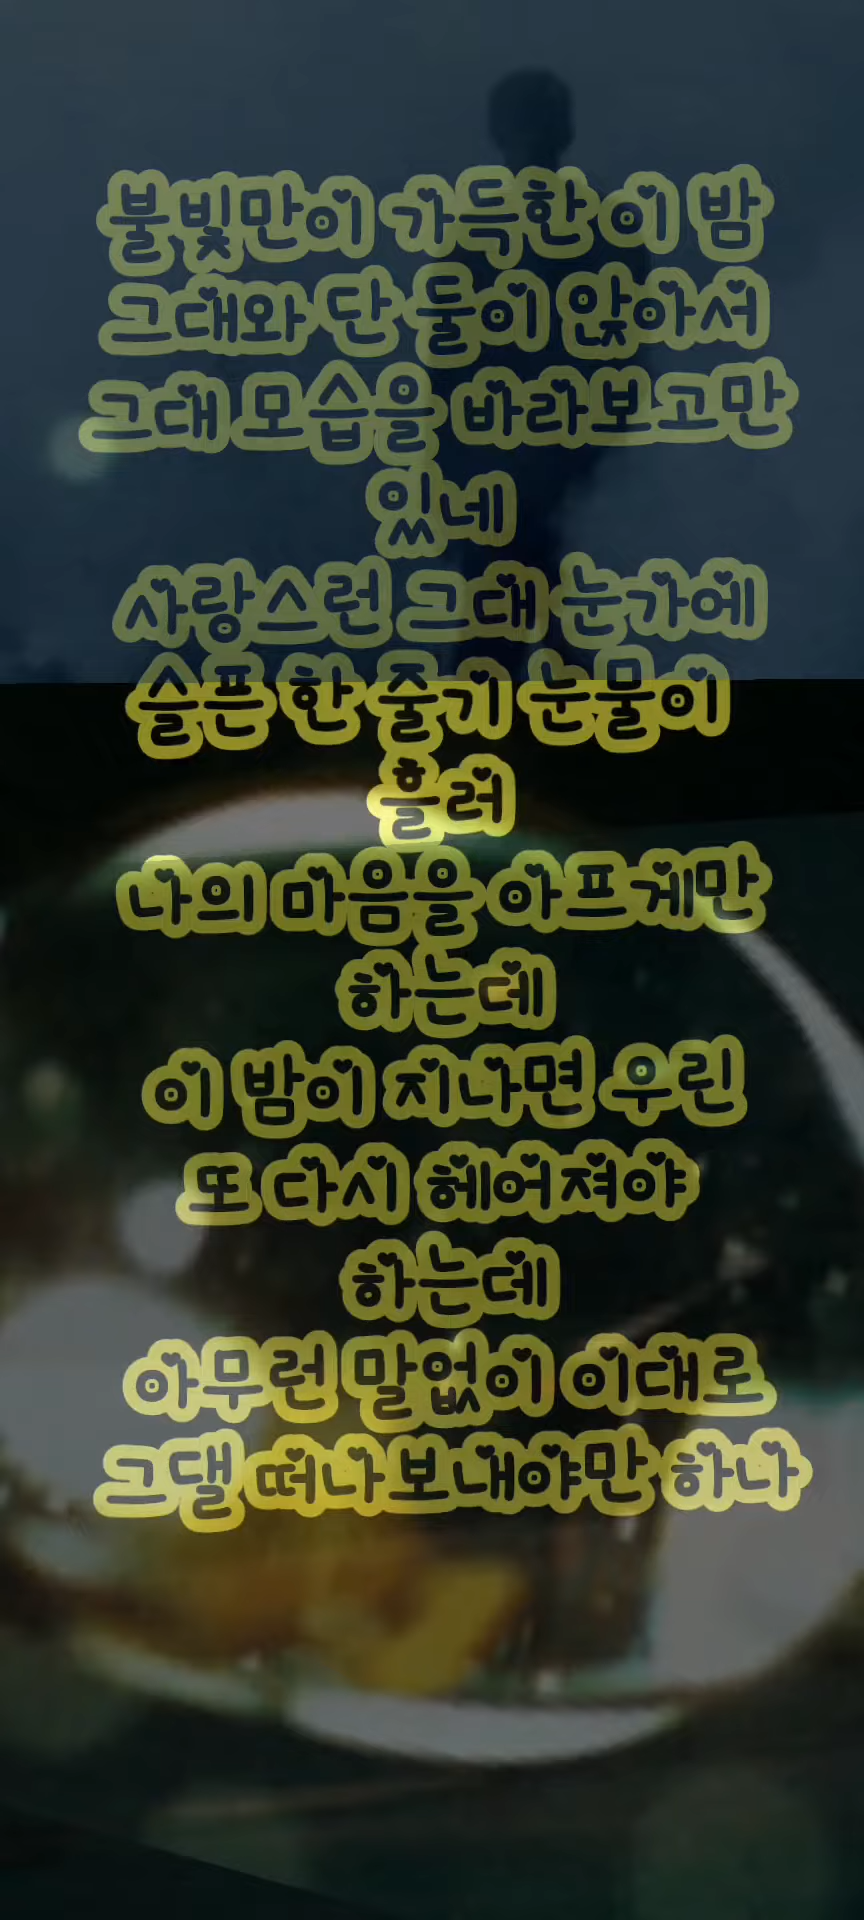 불빛만이 가득한 이 밤
그대와 단 둘이 앉아서
그대 모습을 바라보고만
있네
사랑스런 그대 눈가에
슬픈 한 줄기 눈물이
흘러
나의 마음을 아프게만
하는데
이 밤이 지나면 우린
또 다시 헤어져야
하는데
아무런 말없이 이대로
그댈 떠나보내야만 하나